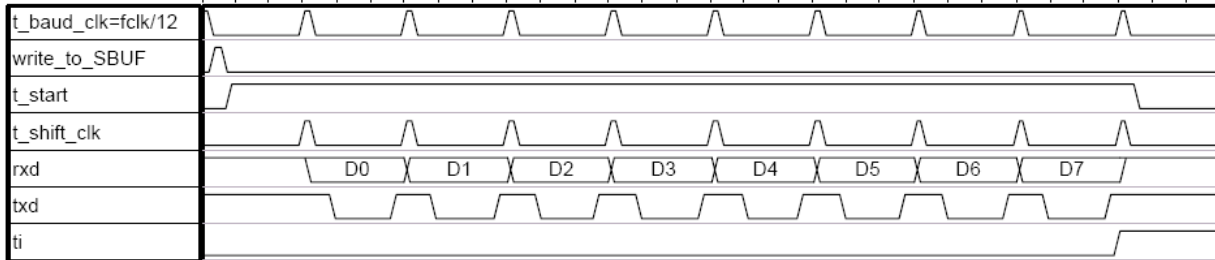 t_baud_clk=fclk/12
write_to_SBUF
t_start
t_shift_clk
rxd D0 D1 D2 D3 D4 D5 D6 D7
txd
ti